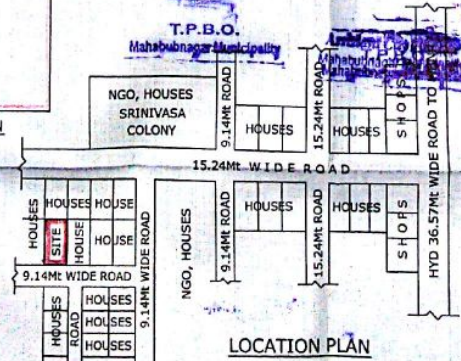 T.P.B.O.
Mahabubnagar Municipality
NGO, HOUSES
SRINIVASA
COLONY
9.14Mt ROAD
HOUSES
15.24Mt ROAD
HOUSES
SHOPS
HYD 36.57Mt WIDE ROAD TO
15.24Mt WIDE ROAD
HOUSES
HOUSES
HOUSE
SITE
HOUSE
HOUSE
9.14Mt WIDE ROAD
9.14Mt WIDE ROAD
NGO, HOUSES
HOUSES
9.14Mt ROAD
15.24Mt ROAD
HOUSES
SHOPS
HOUSES
ROAD
HOUSES
HOUSES
HOUSES
LOCATION PLAN